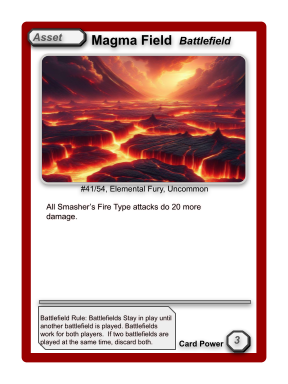 Asset
Magma Field Battlefield
#41/54, Elemental Fury, Uncommon
All Smasher's Fire Type attacks do 20 more
damage.
Battlefield Rule: Battlefields Stay in play until
another battlefield is played. Battlefields
work for both players. If two battlefields are
played at the same time, discard both.
Card Power 3